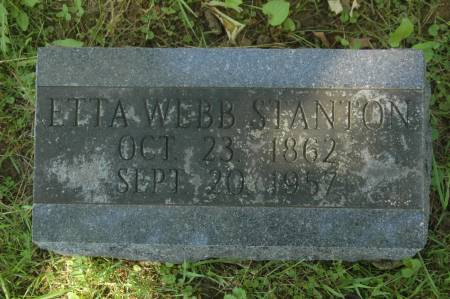 ETTA WEBB STANTON
OCT. 23, 1862
SEPT. 20, 1957